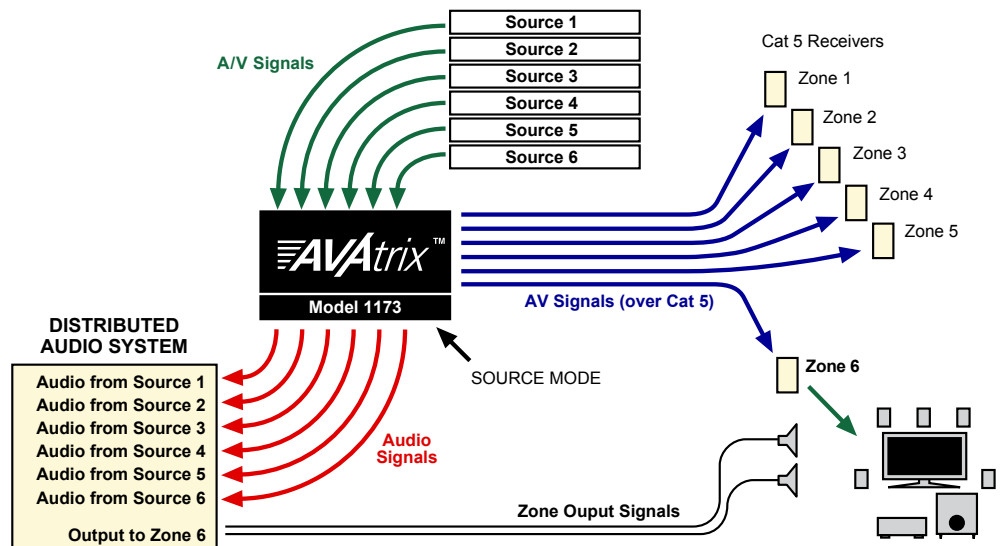 Source 1
Source 2
Source 3
Source 4
Source 5
Source 6
A/V Signals
Cat 5 Receivers
Zone 1
Zone 2
Zone 3
Zone 4
Zone 5
AVAtrix™
Model 1173
AV Signals (over Cat 5)
SOURCE MODE
Zone 6
DISTRIBUTED
AUDIO SYSTEM
Audio from Source 1
Audio from Source 2
Audio from Source 3
Audio from Source 4
Audio from Source 5
Audio from Source 6
Output to Zone 6
Audio
Signals
Zone Ouput Signals